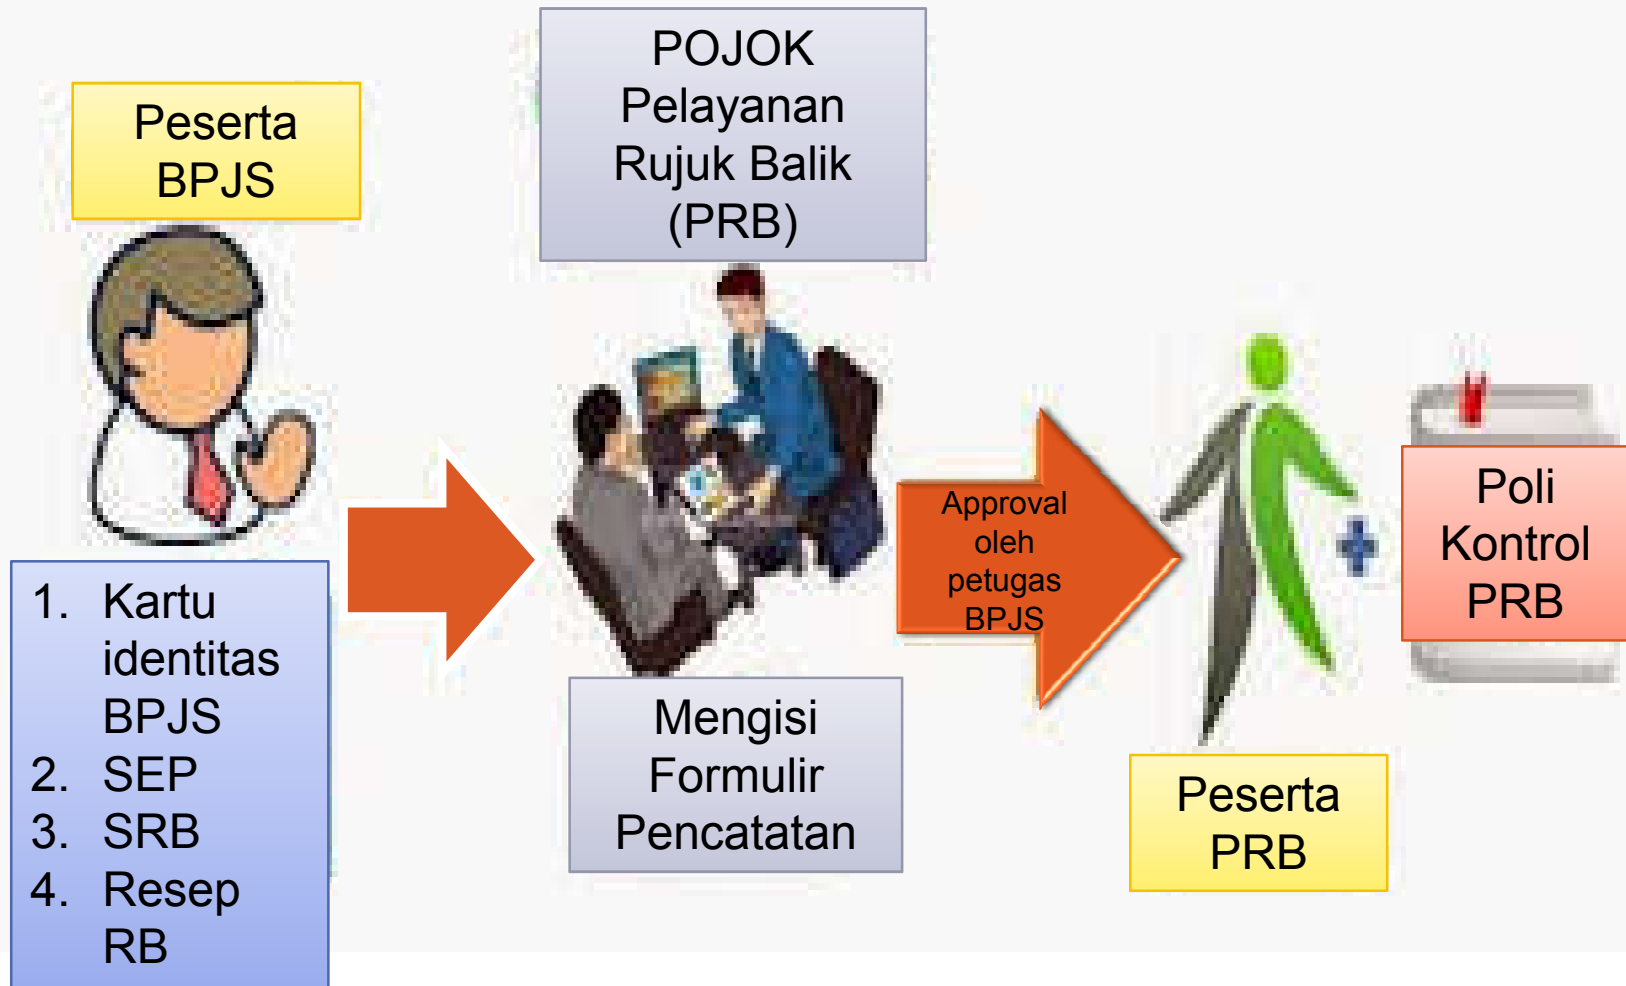 Peserta
BPJS
1. Kartu
identitas
BPJS
2. SEP
3. SRB
4. Resep
RB
POJOK
Pelayanan
Rujuk Balik
(PRB)
Mengisi
Formulir
Pencatatan
Approval
oleh
petugas
BPJS
Peserta
PRB
Poli
Kontrol
PRB